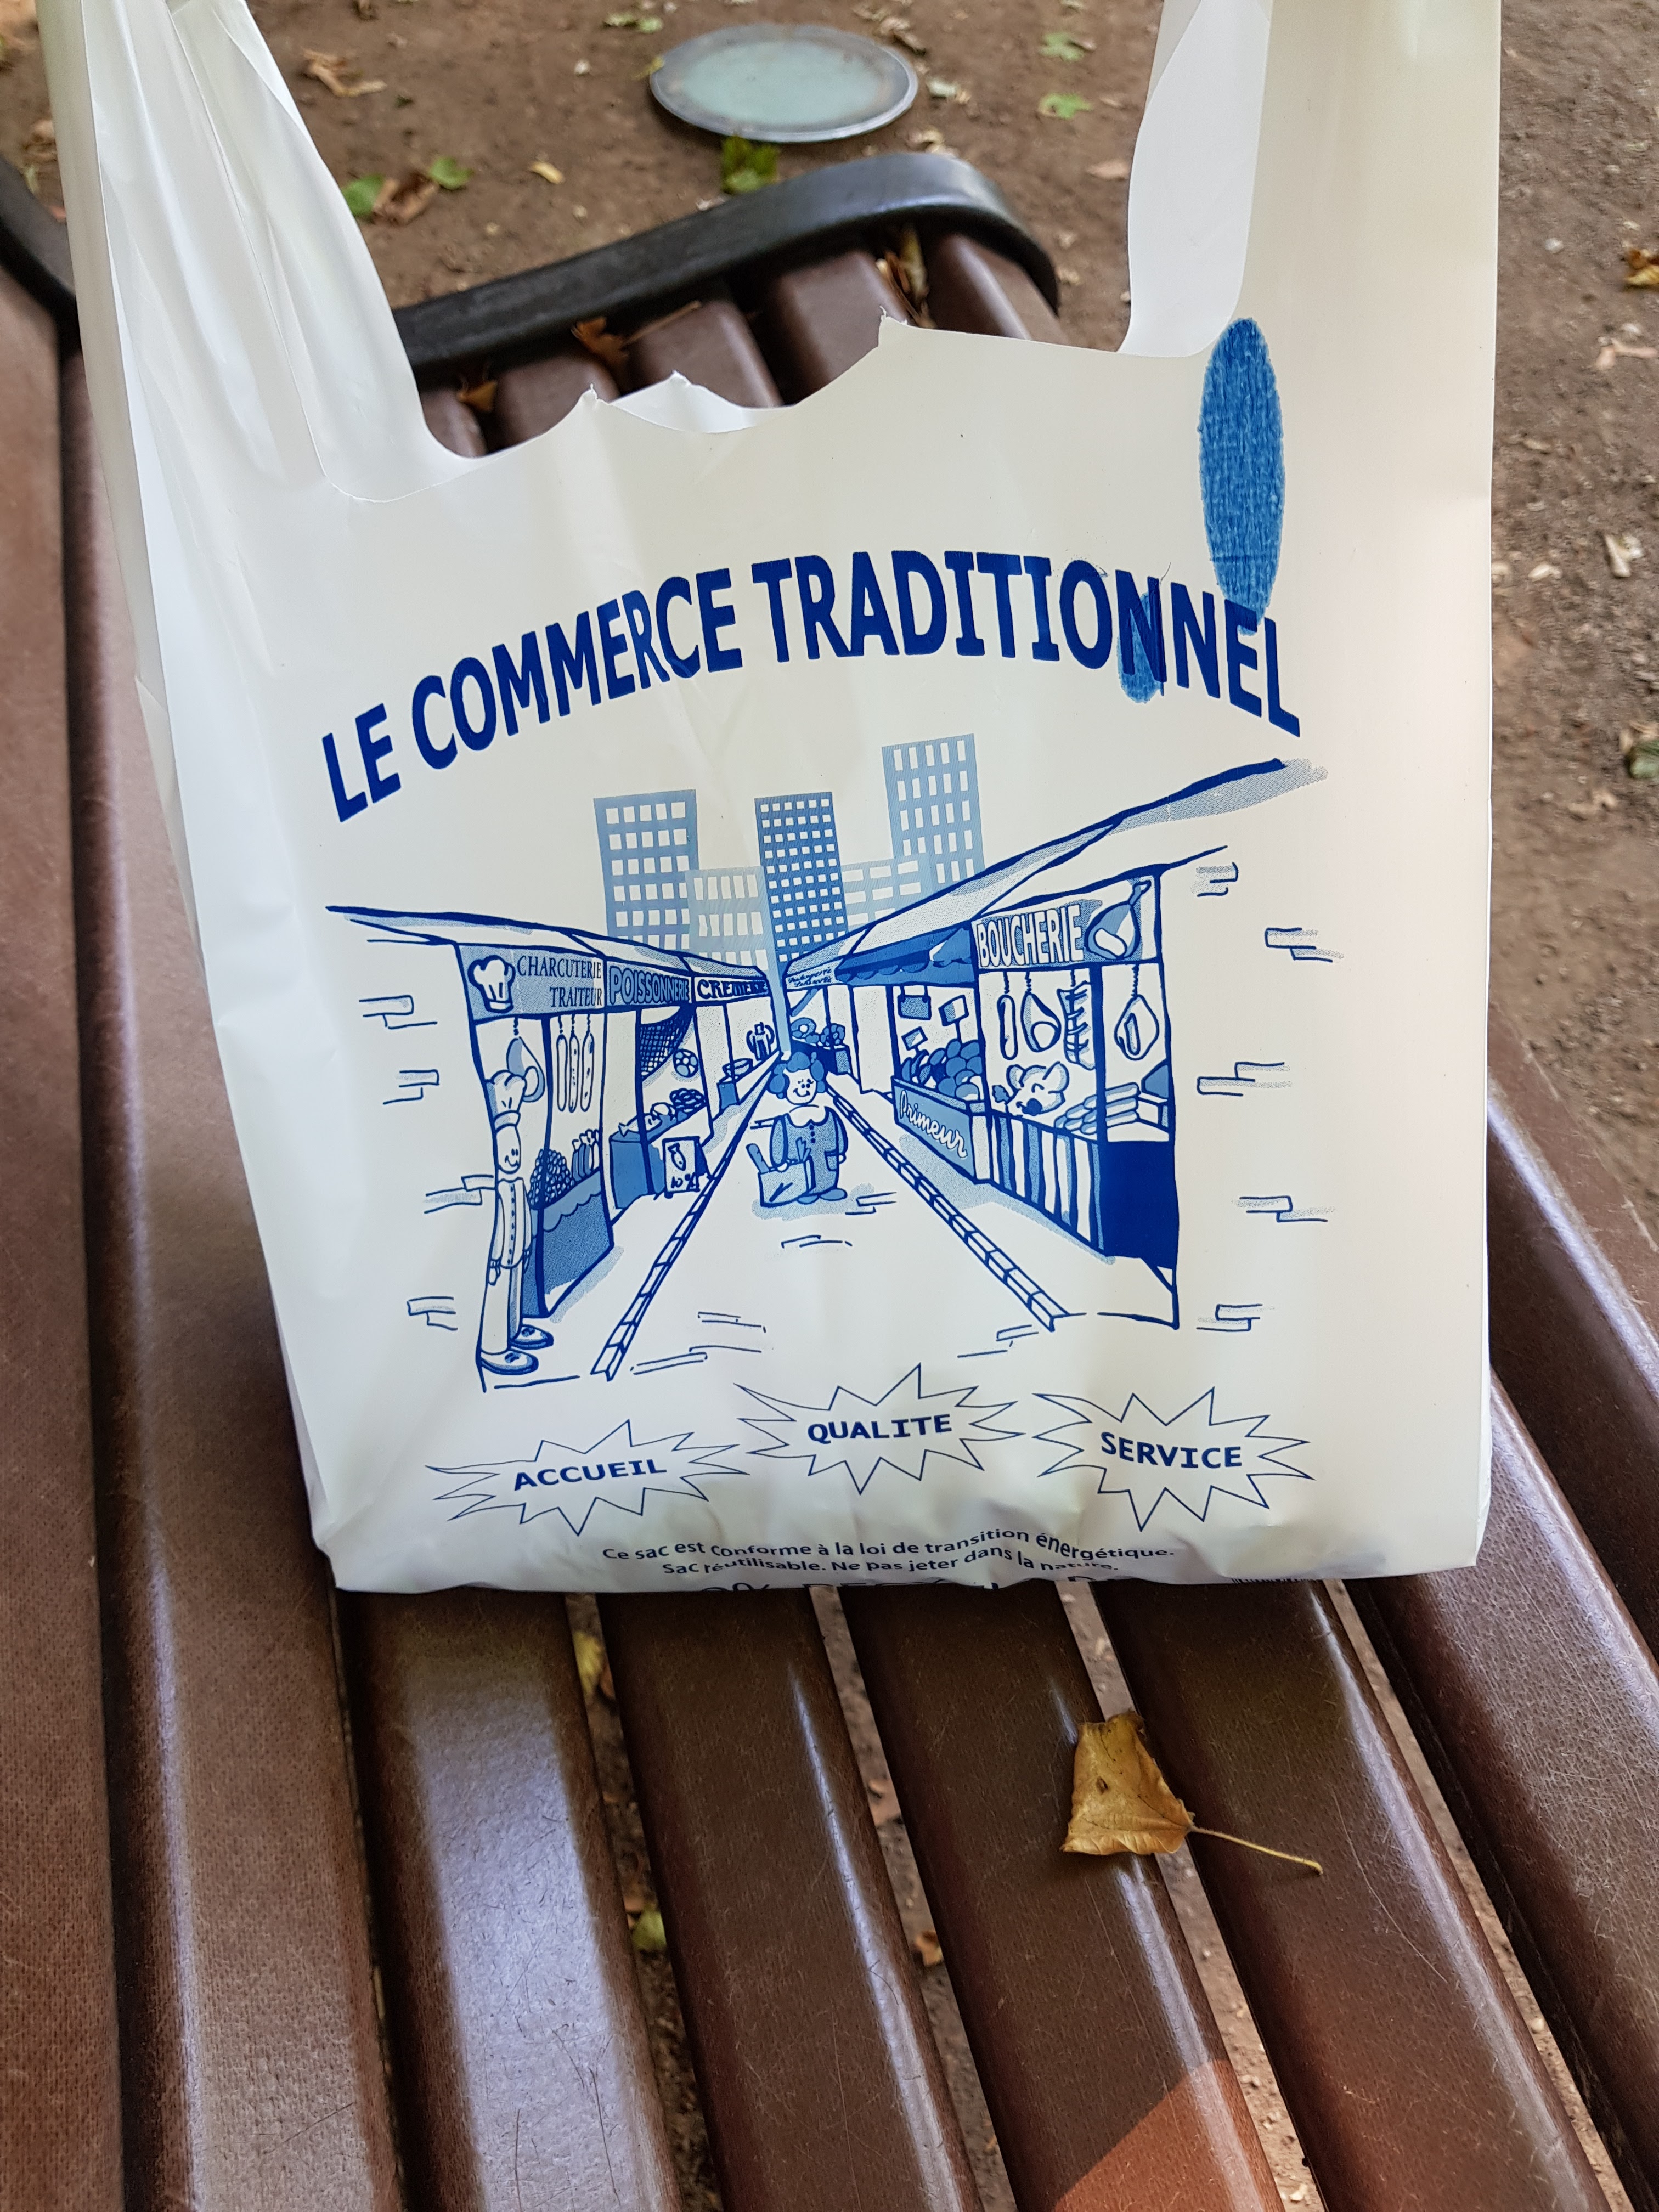 LE COMMERCE TRADITIONNEL
CHARCUTERIE
TRAITEUR
POISSONNERIE
CREMERIE
BOUCHERIE
Primeur
10%
ACCUEIL
QUALITE
SERVICE
Ce sac est conforme à la loi de transition énergétique.
Sac réutilisable. Ne pas jeter dans la nature.